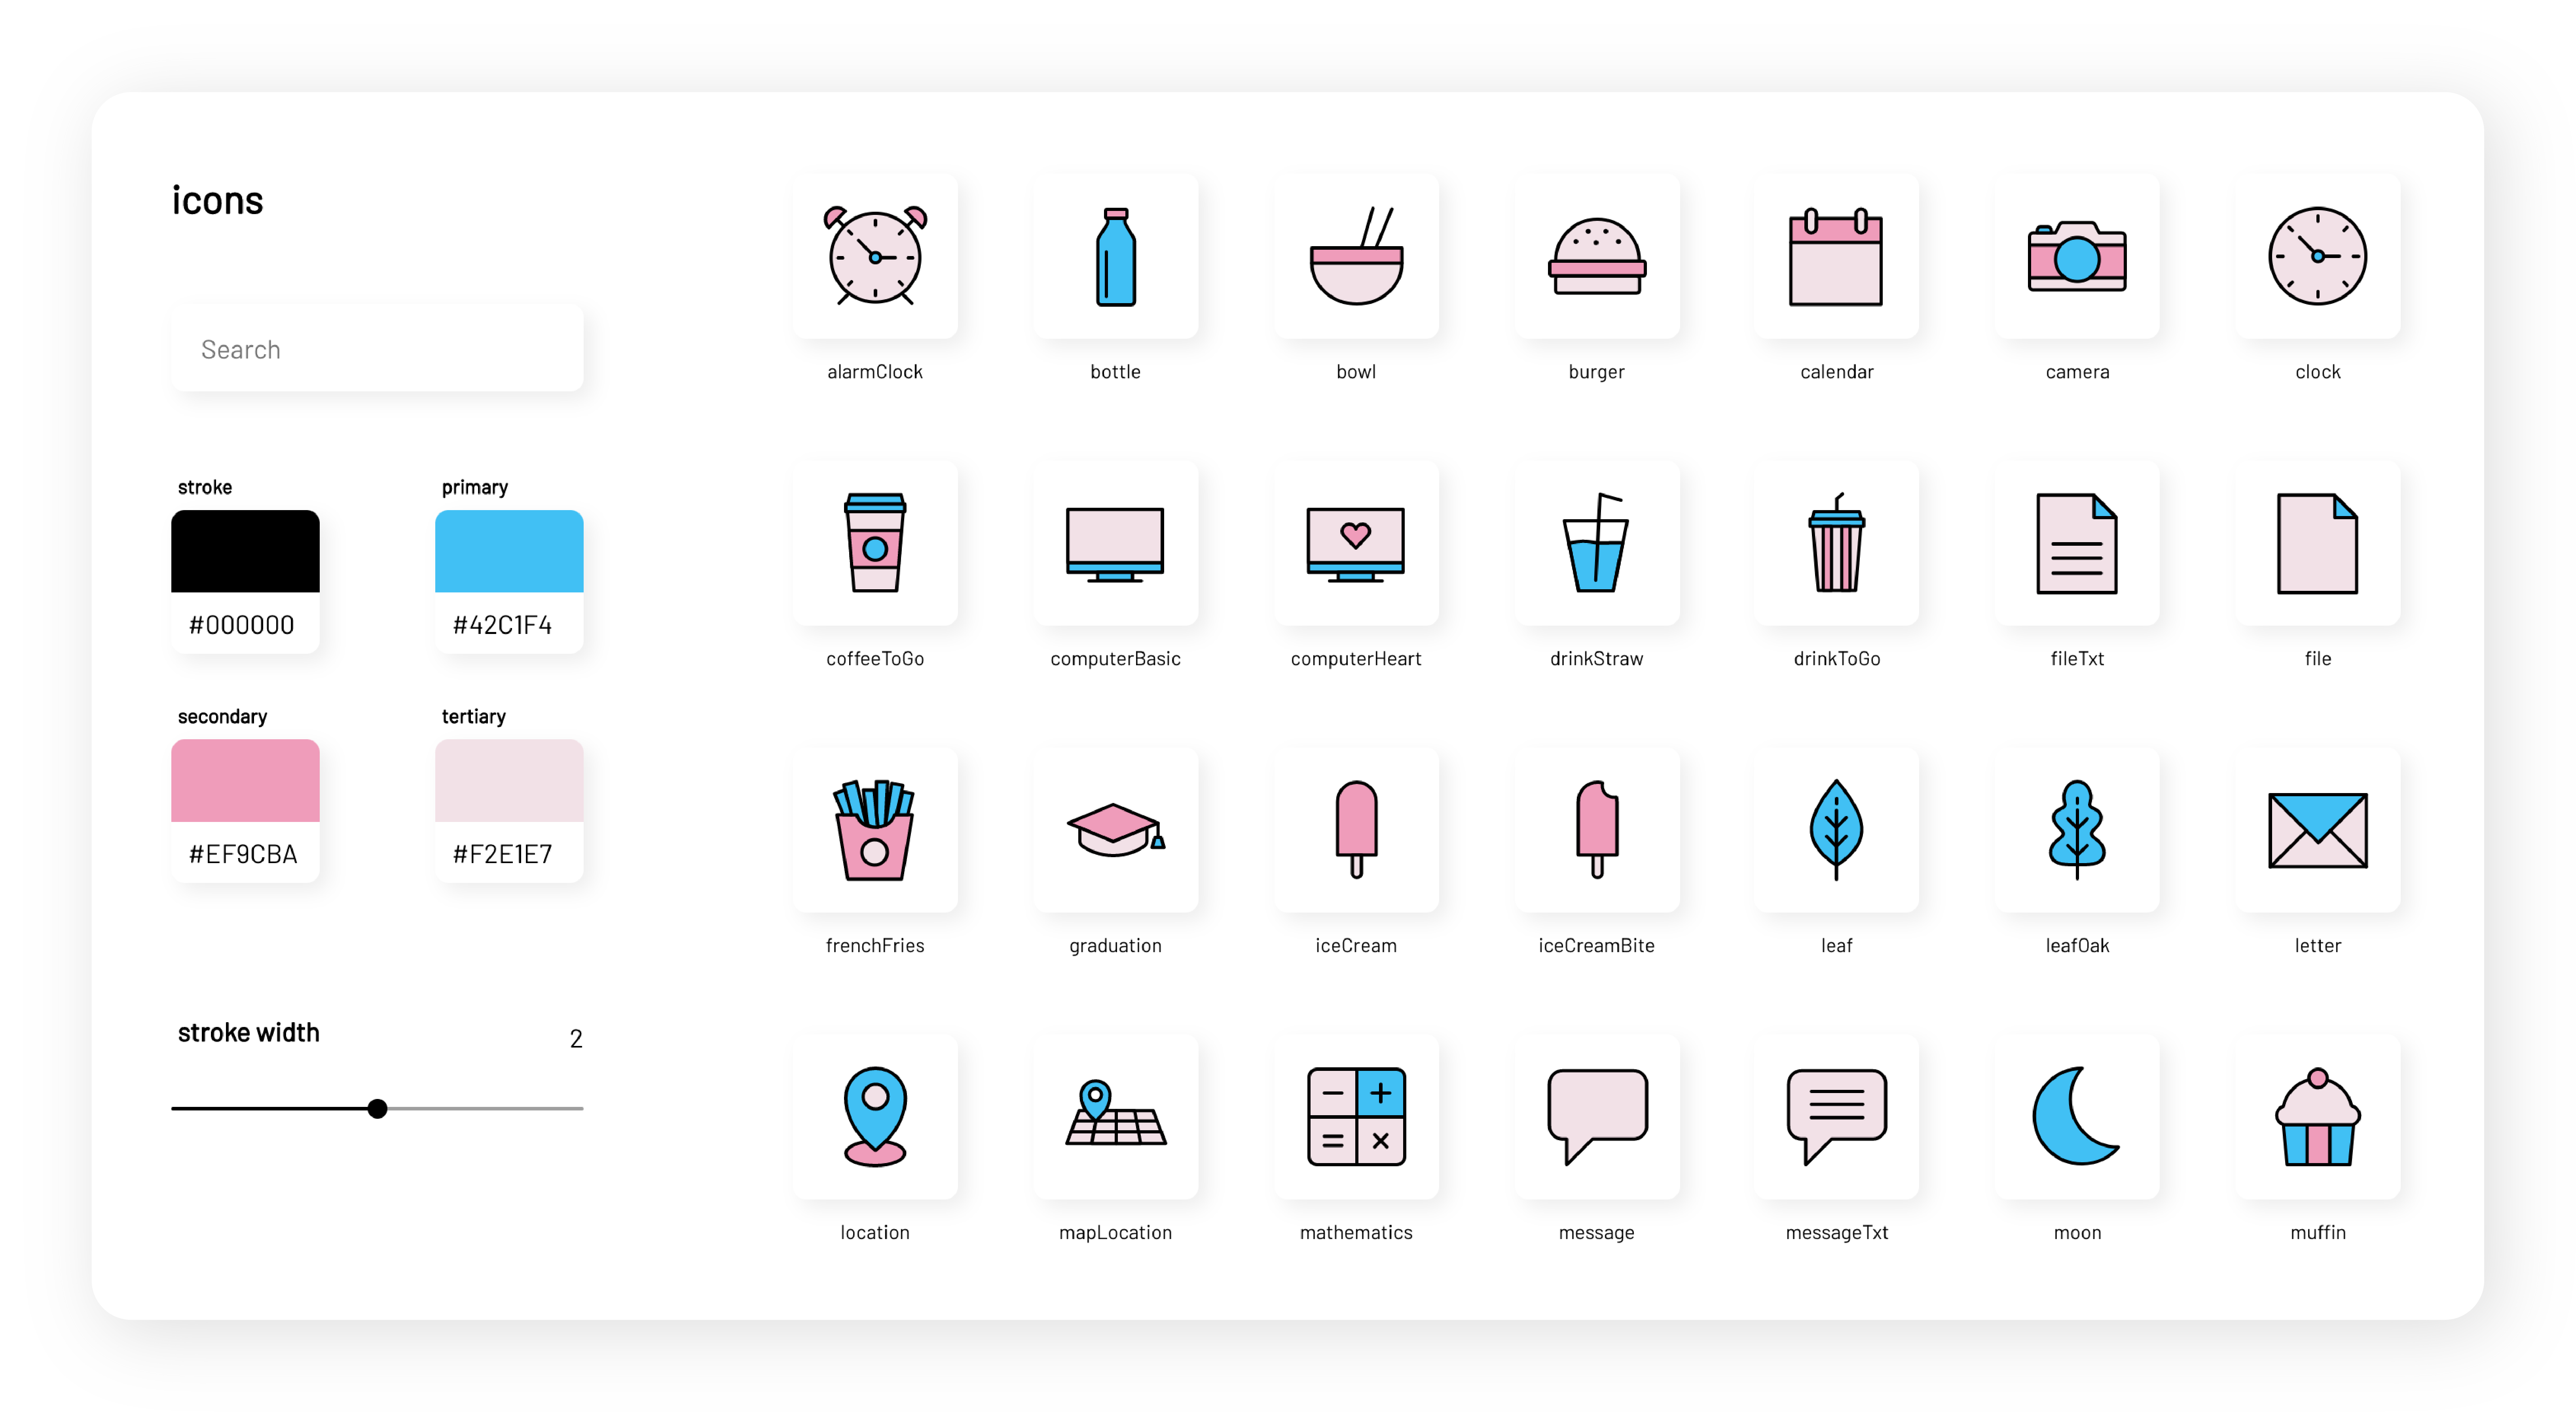 icons
Search
stroke
primary
#000000
#42C1F4
secondary
tertiary
#EF9CBA
#F2E1E7
stroke width
2
alarmClock
bottle
bowl
burger
calendar
camera
clock
coffeeToGo
computerBasic
computerHeart
drinkStraw
drinkToGo
fileTxt
file
frenchFries
graduation
iceCream
iceCreamBite
leaf
leafOak
letter
location
mapLocation
mathematics
message
messageTxt
moon
muffin